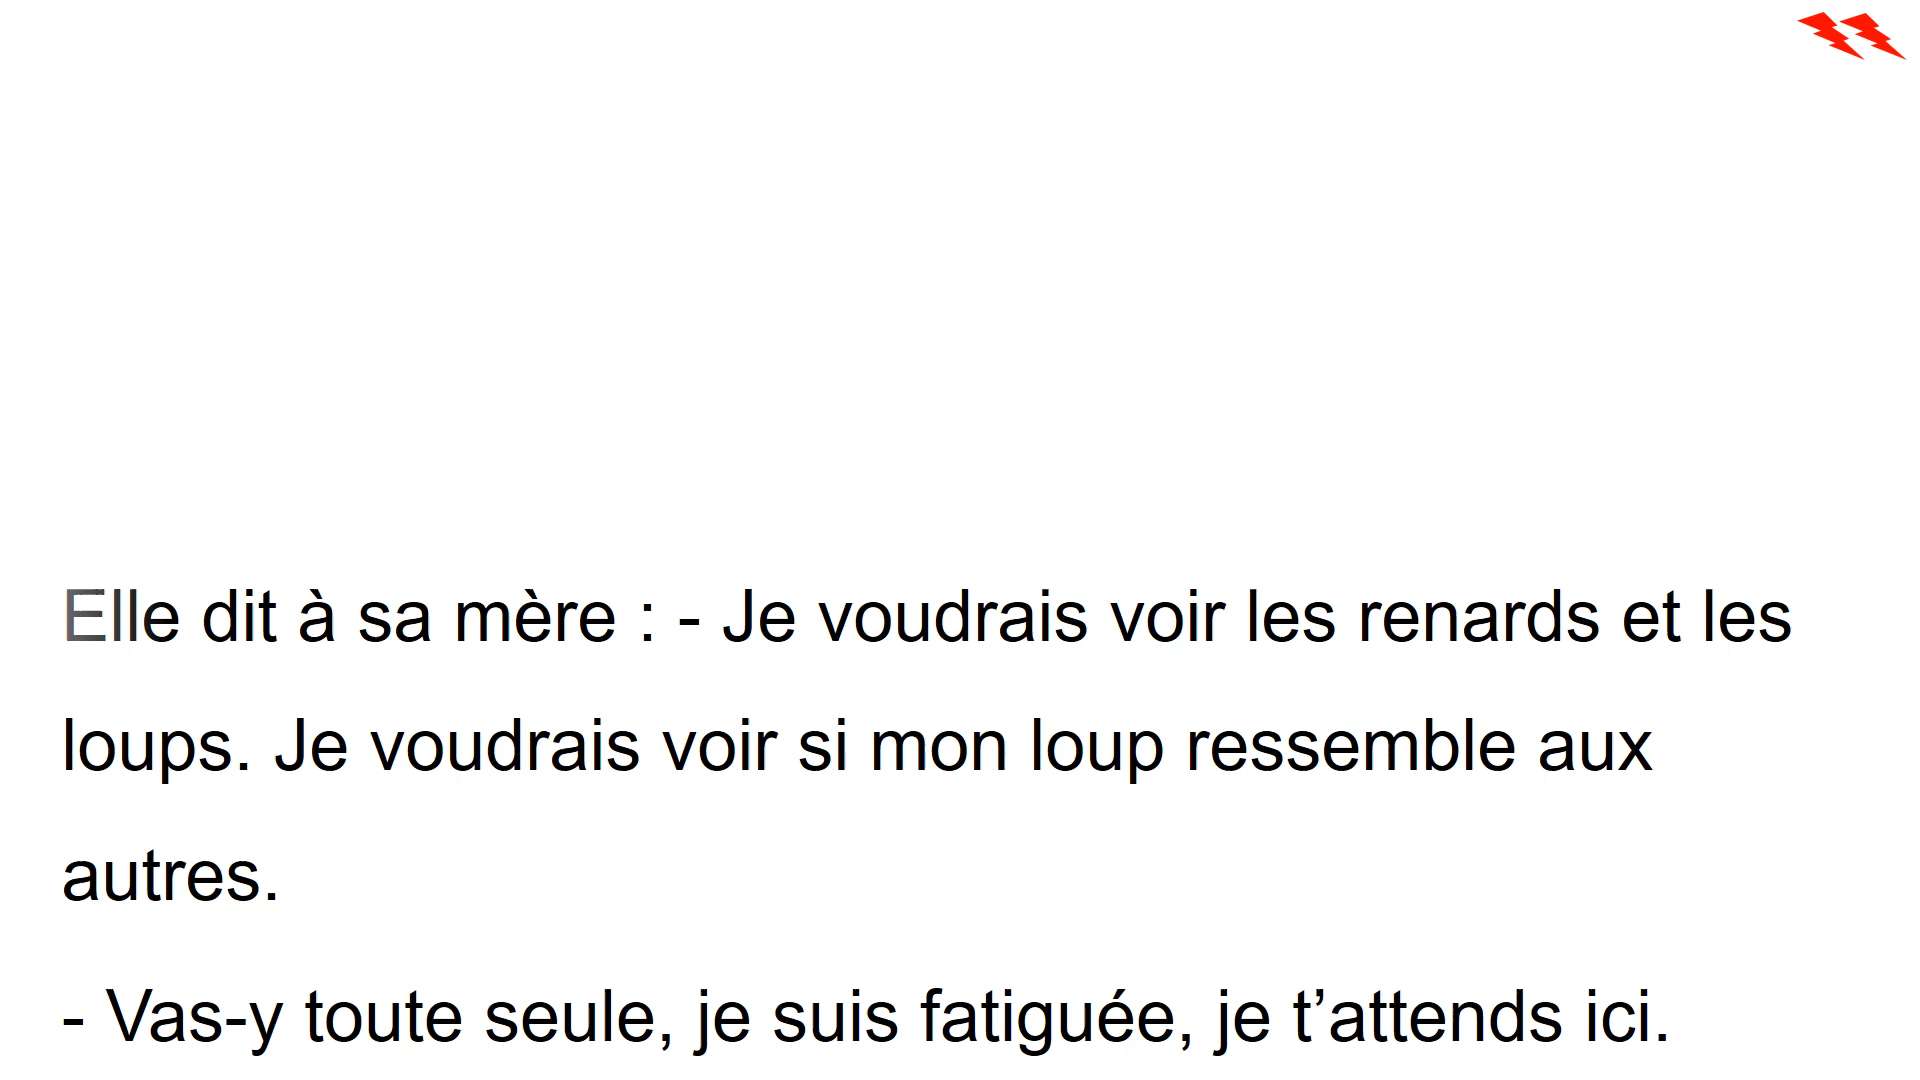 Elle dit à sa mère : - Je voudrais voir les renards et les
loups. Je voudrais voir si mon loup ressemble aux
autres.
- Vas-y toute seule, je suis fatiguée, je t’attends ici.